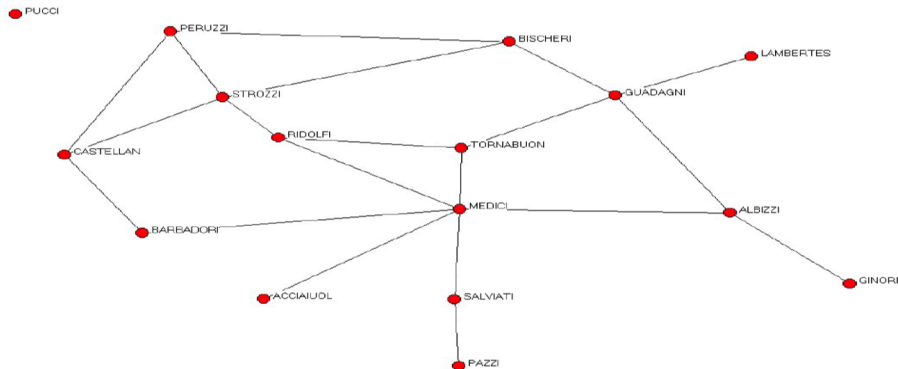 PUCCI
PERUZZI
BISCHERI
LAMBERTES
STROZZI
GUADAGNI
RIDOLFI
TORNABUON
CASTELLAN
MEDICI
ALBIZZI
BARBADORI
GINORI
ACCIAIUOL
SALVIATI
PAZZI